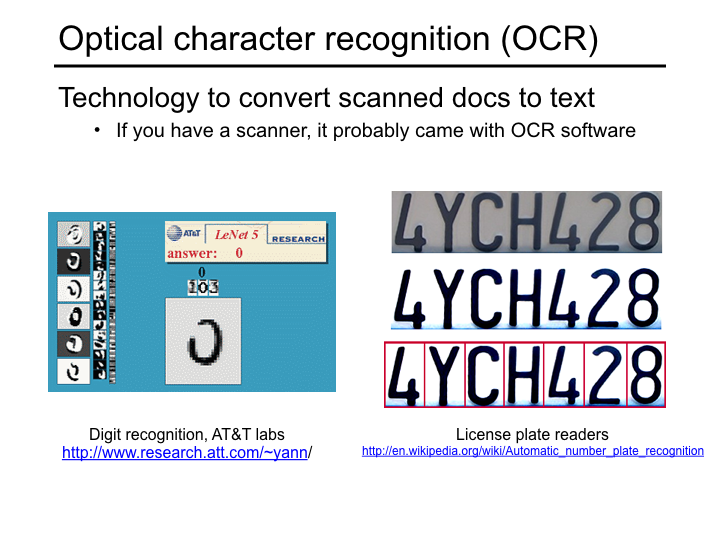 Optical character recognition (OCR)
Technology to convert scanned docs to text
• If you have a scanner, it probably came with OCR software
AT&T LeNet 5 RESEARCH
answer: 0
0
103
4YCH428
4YCH428
4YCH428
Digit recognition, AT&T labs
http://www.research.att.com/~yann/
License plate readers
http://en.wikipedia.org/wiki/Automatic_number_plate_recognition